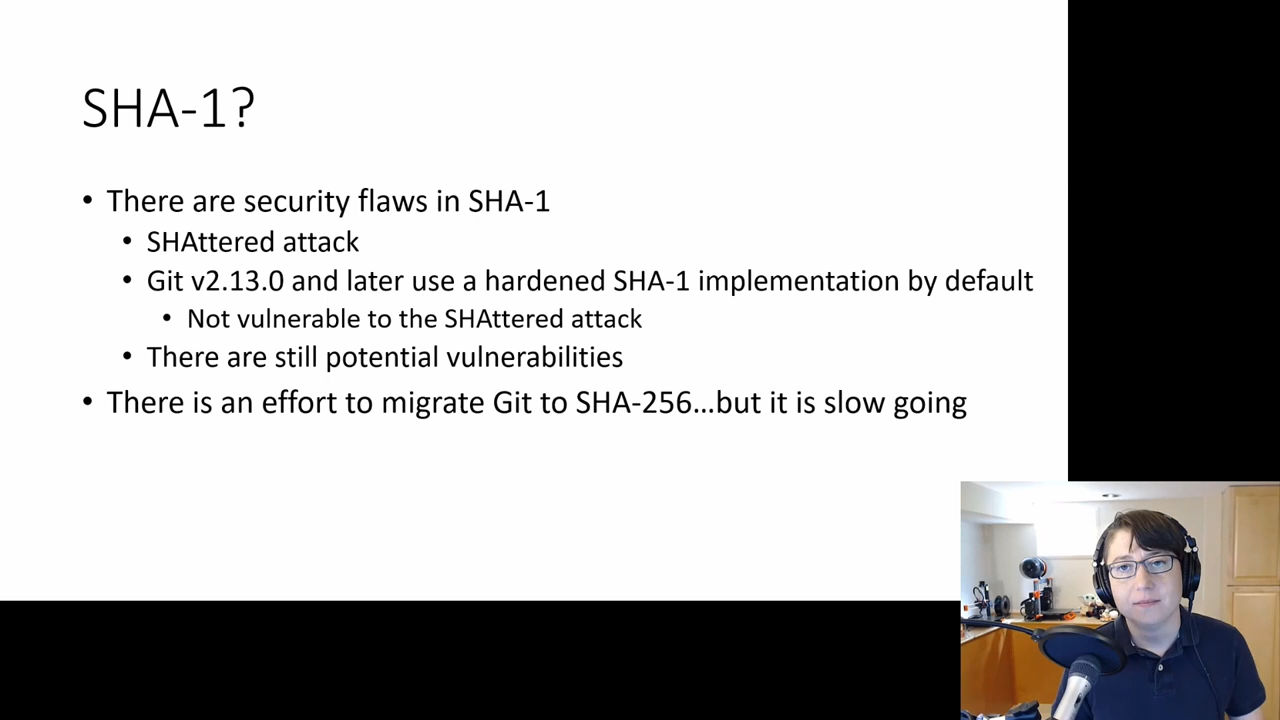 SHA-1?
• There are security flaws in SHA-1
• SHAttered attack
• Git v2.13.0 and later use a hardened SHA-1 implementation by default
• Not vulnerable to the SHAttered attack
• There are still potential vulnerabilities
• There is an effort to migrate Git to SHA-256…but it is slow going